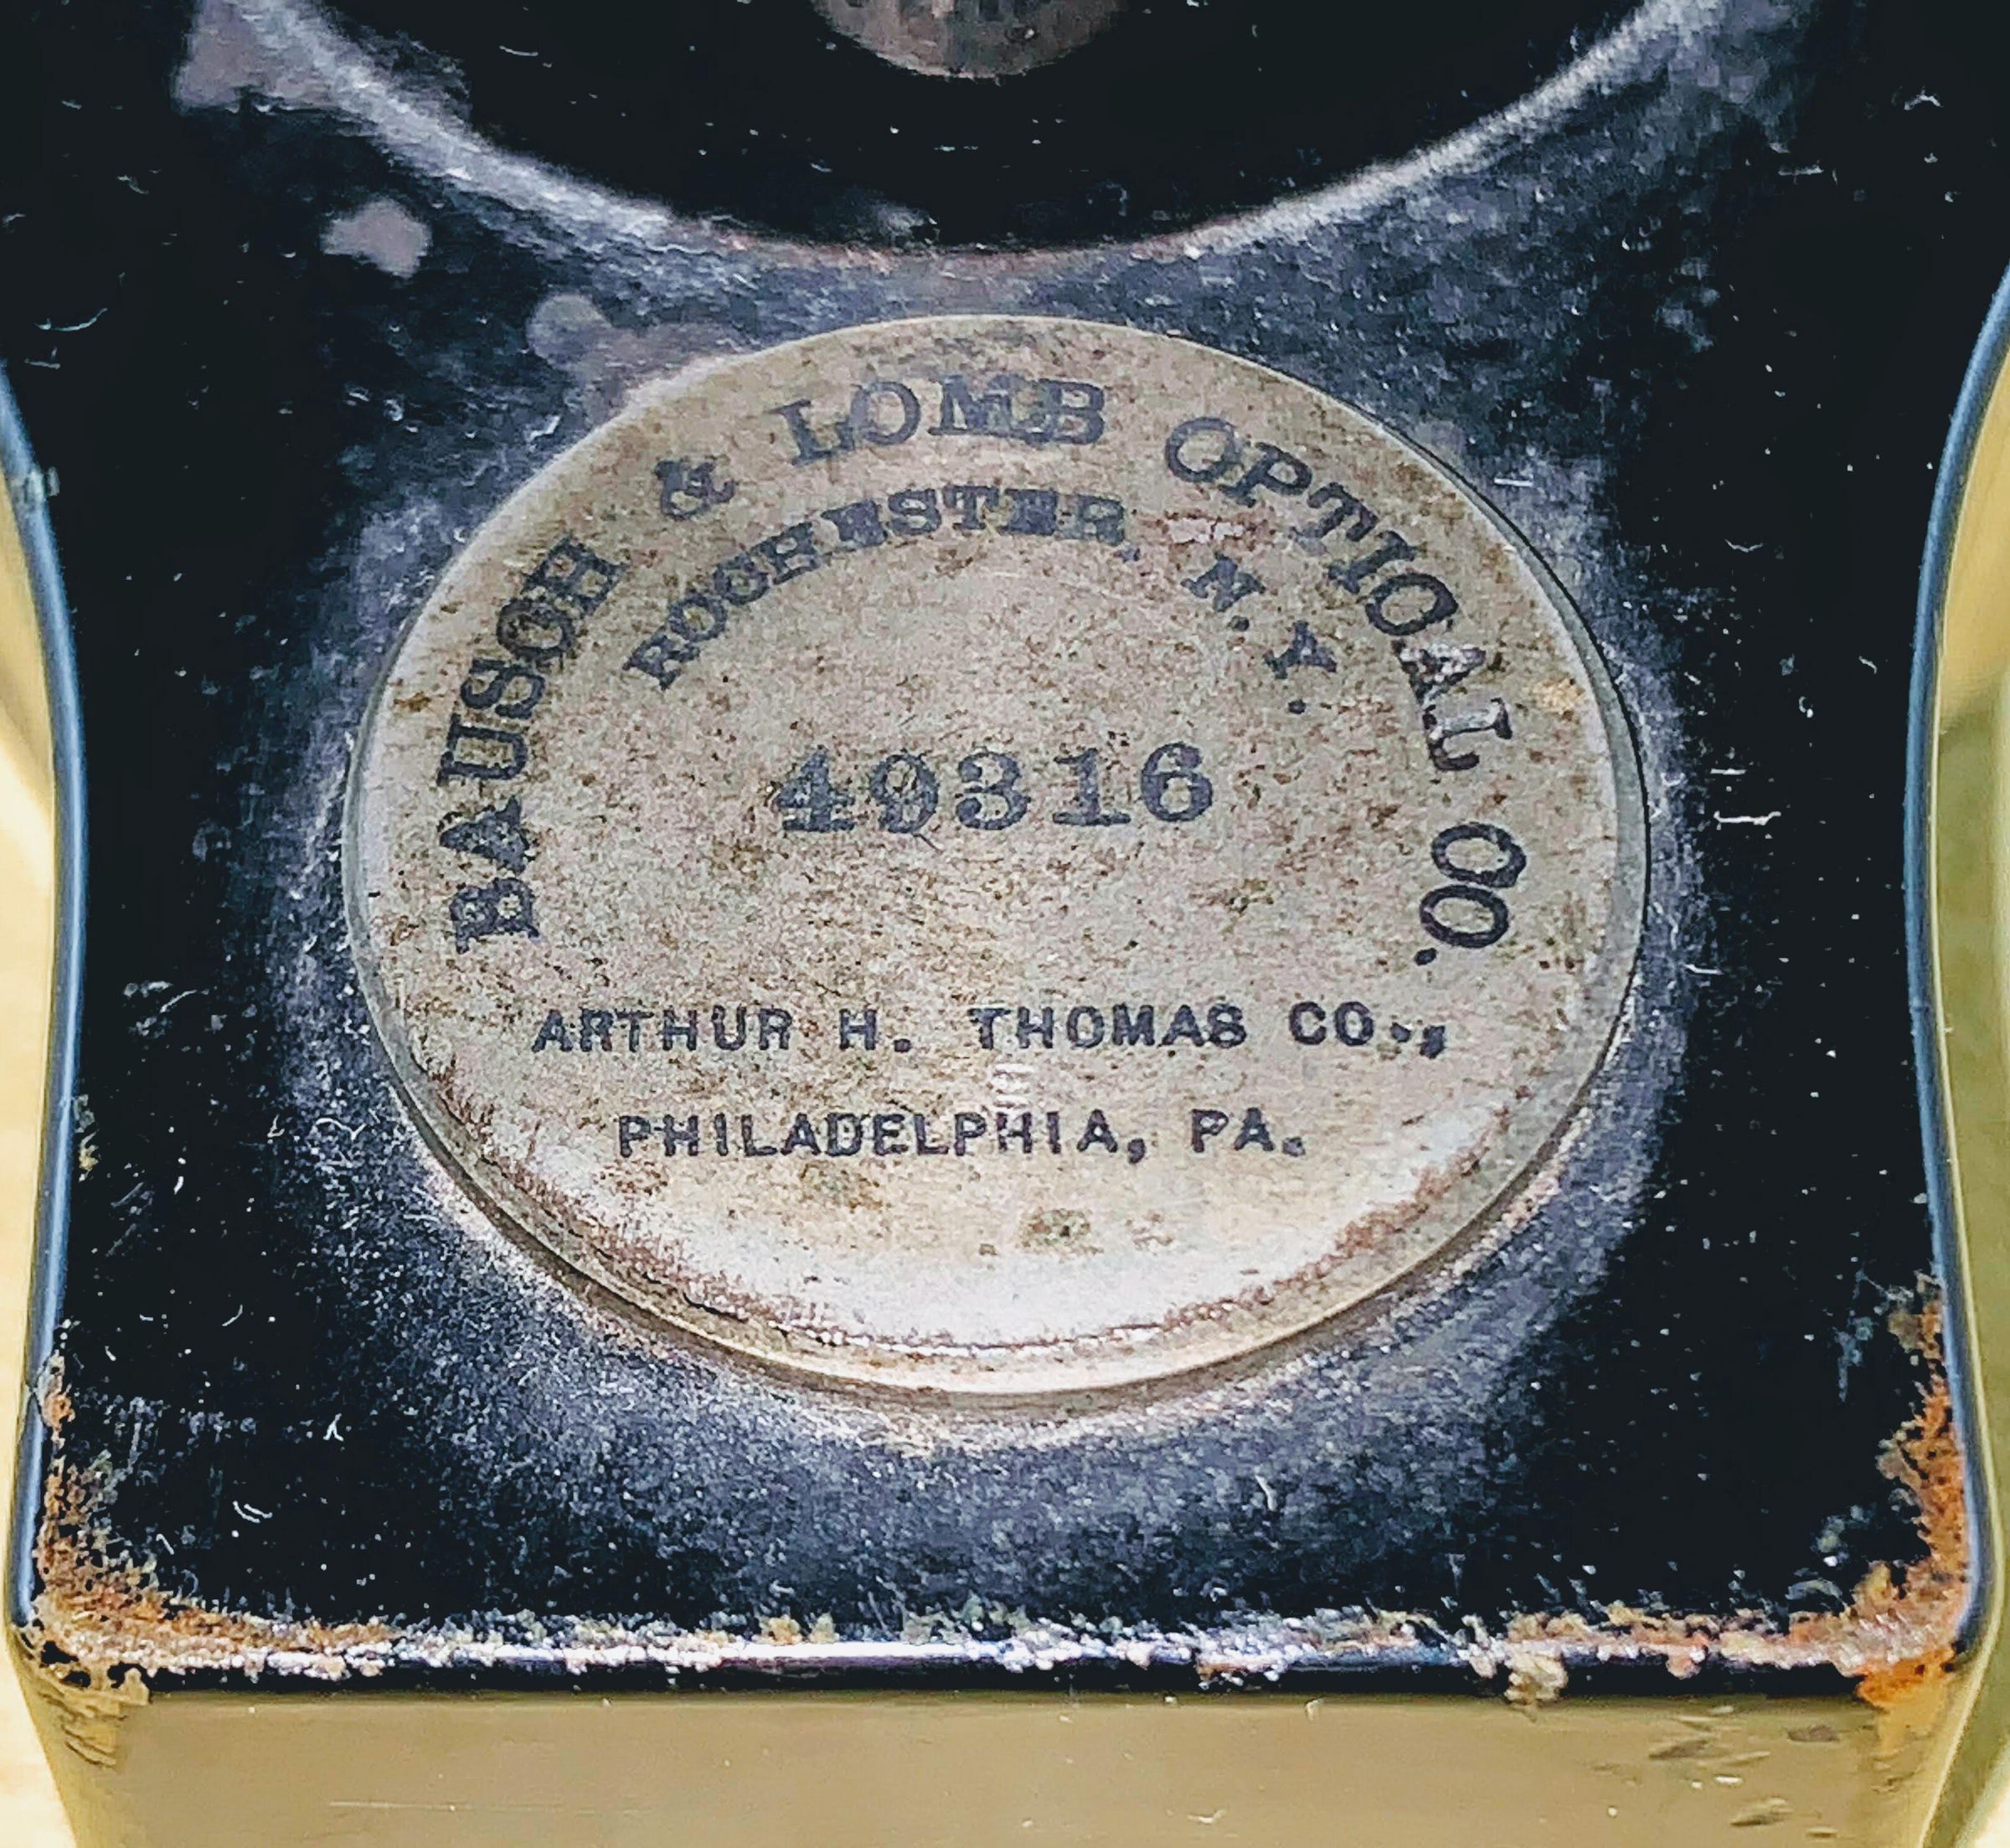 BAUSCH & LOMB OPTICAL CO.
ROCHESTER, N.Y.
49316
ARTHUR H. THOMAS CO.,
PHILADELPHIA, PA.